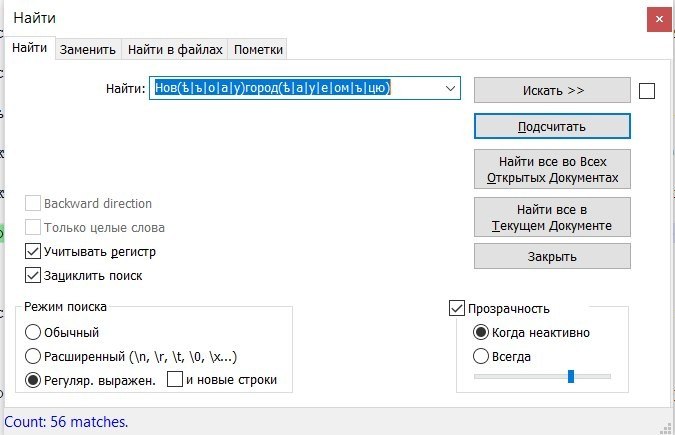 Найти
Найти Заменить Найти в файлах Пометки
Найти: Нов(ѣ|ъ|о|а|у)город(ѣ|а|у|е|ом|ъ|цю)
Искать >>
Подсчитать
Найти все во Всех
Открытых Документах
Найти все в
Текущем Документе
Закрыть
Backward direction
Только целые слова
Учитывать регистр
Зациклить поиск
Режим поиска
Обычный
Расширенный (\n, \r, \t, \0, \x...)
Регуляр. выражен. и новые строки
Прозрачность
Когда неактивно
Всегда
Count: 56 matches.